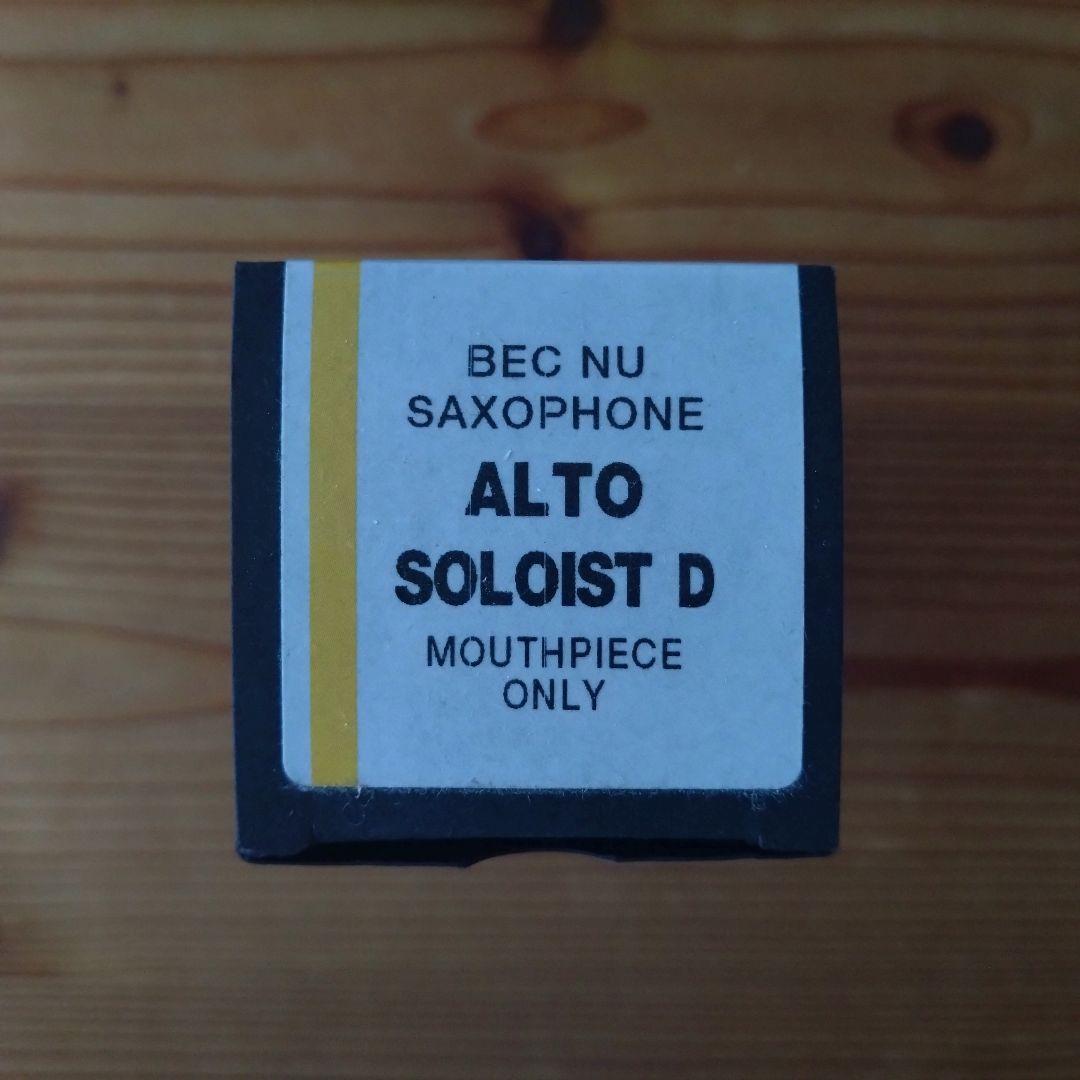 BEC NU
SAXOPHONE
ALTO
SOLOIST D
MOUTHPIECE
ONLY